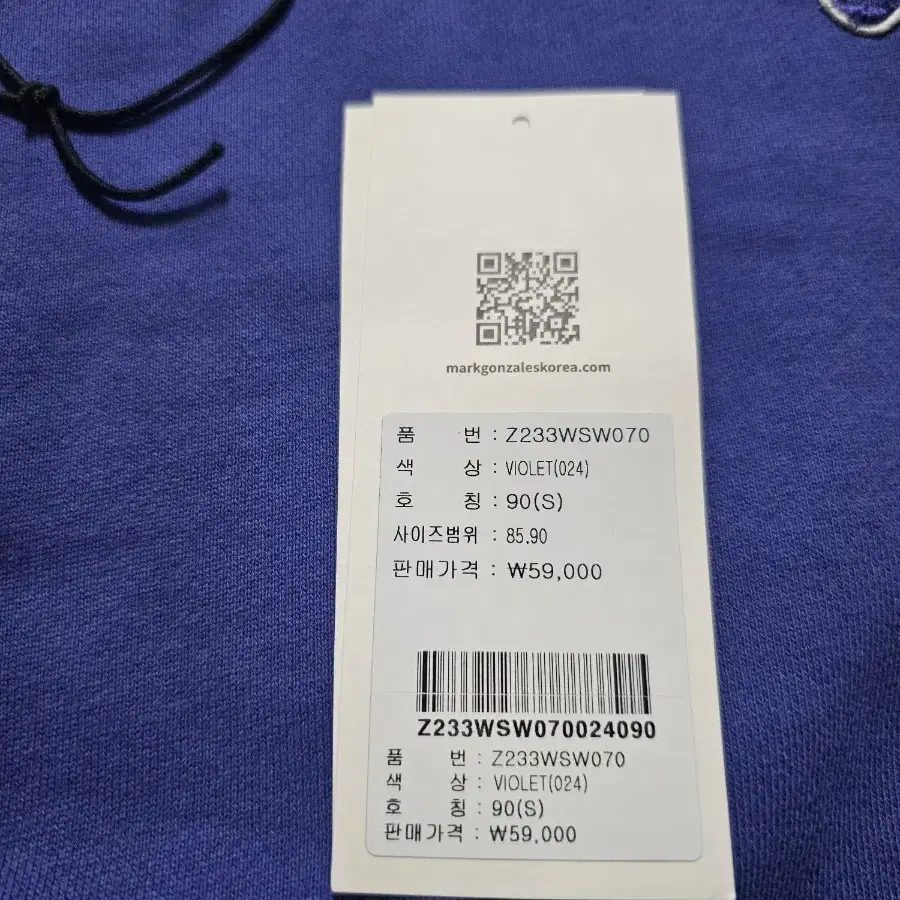 markgonzaleskorea.com
품 번 : Z233WSW070
색 상 : VIOLET(024)
호 칭 : 90(S)
사이즈범위 : 85.90
판매가격 : ₩59,000
Z233WSW070024090
품 번 : Z233WSW070
색 상 : VIOLET(024)
호 칭 : 90(S)
판매가격 : ₩59,000